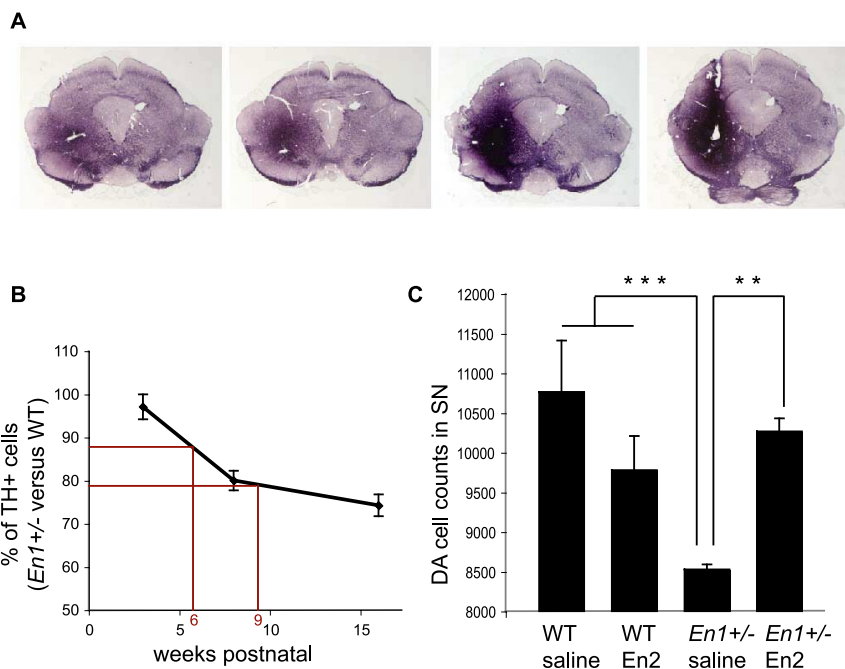 A
B
110
100
90
80
70
60
50
0
5
6
9
10
15
weeks postnatal
% of TH+ cells
(En1+/- versus WT)
C
* * *
* *
12000
11500
11000
10500
10000
9500
9000
8500
8000
DA cell counts in SN
WT
saline
WT
En2
En1+/-
saline
En1+/-
En2